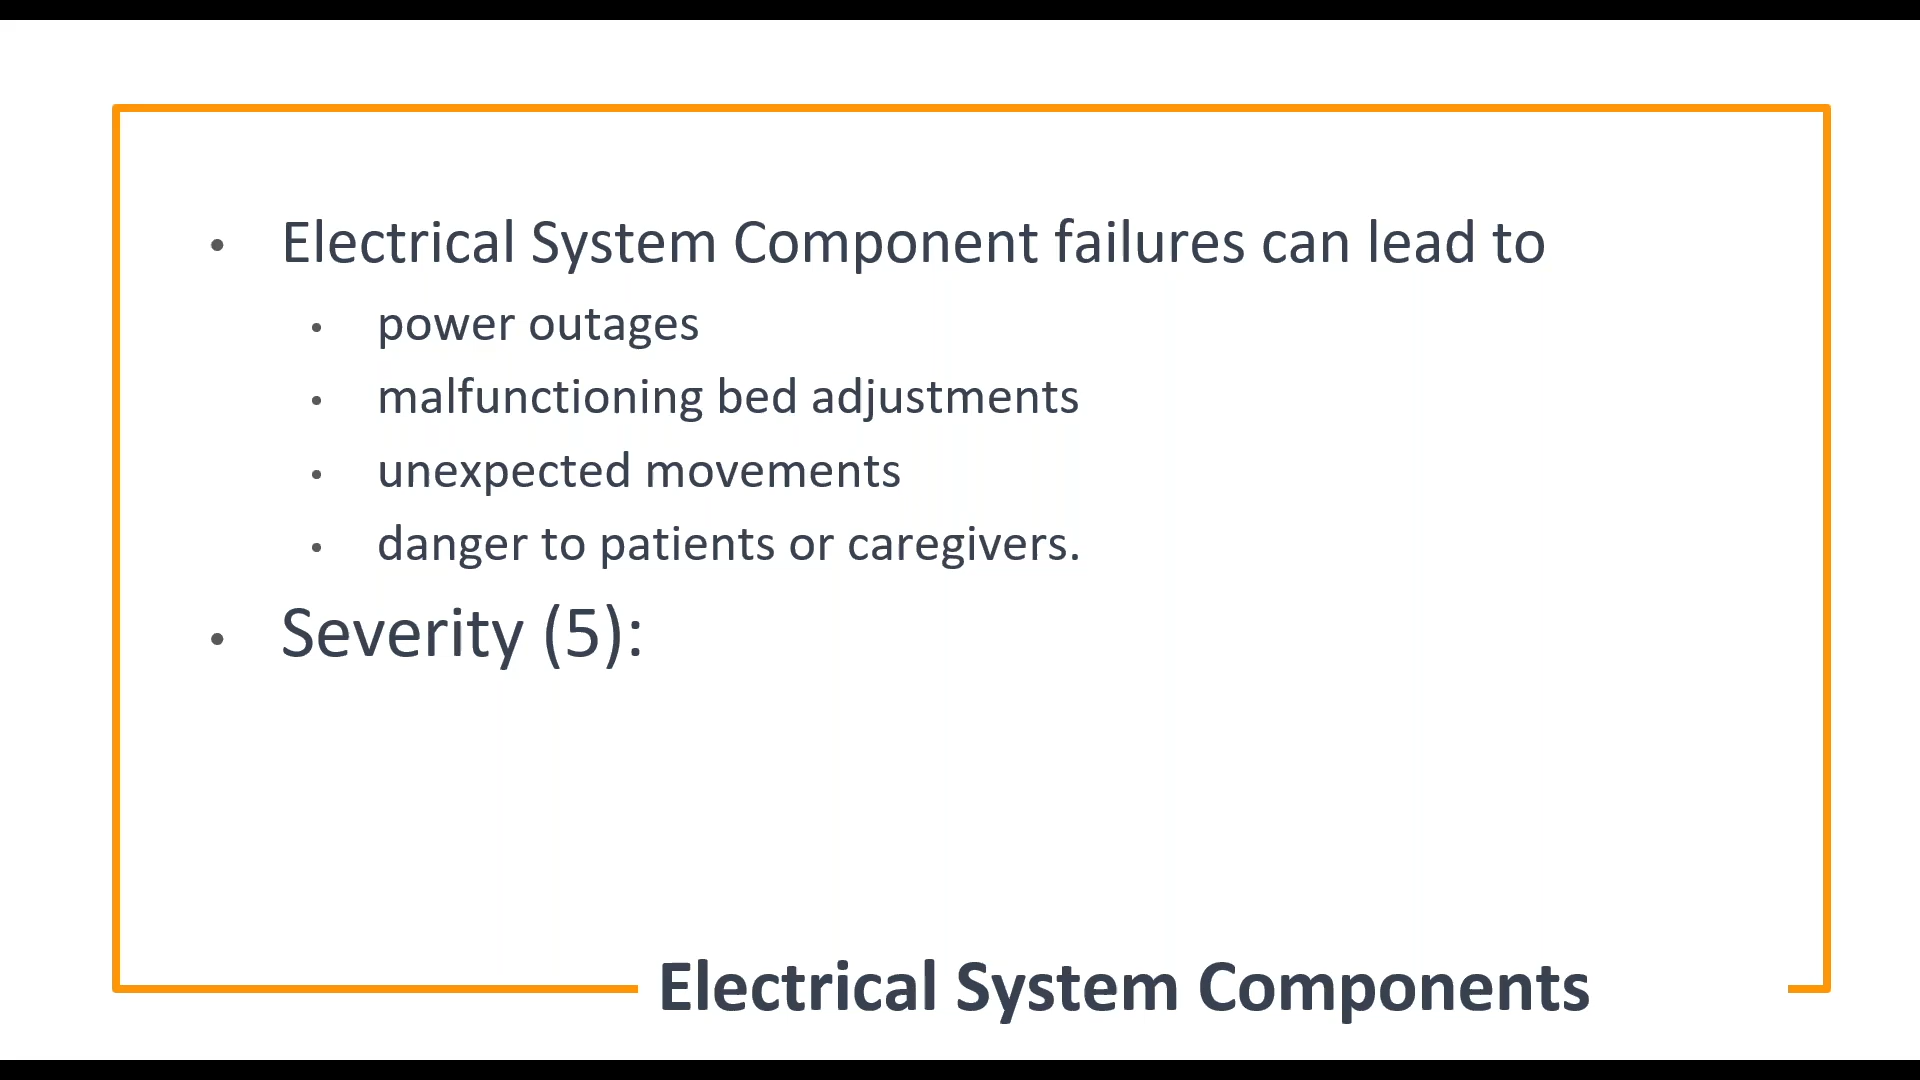 • Electrical System Component failures can lead to
• power outages
• malfunctioning bed adjustments
• unexpected movements
• danger to patients or caregivers.
• Severity (5):
Electrical System Components